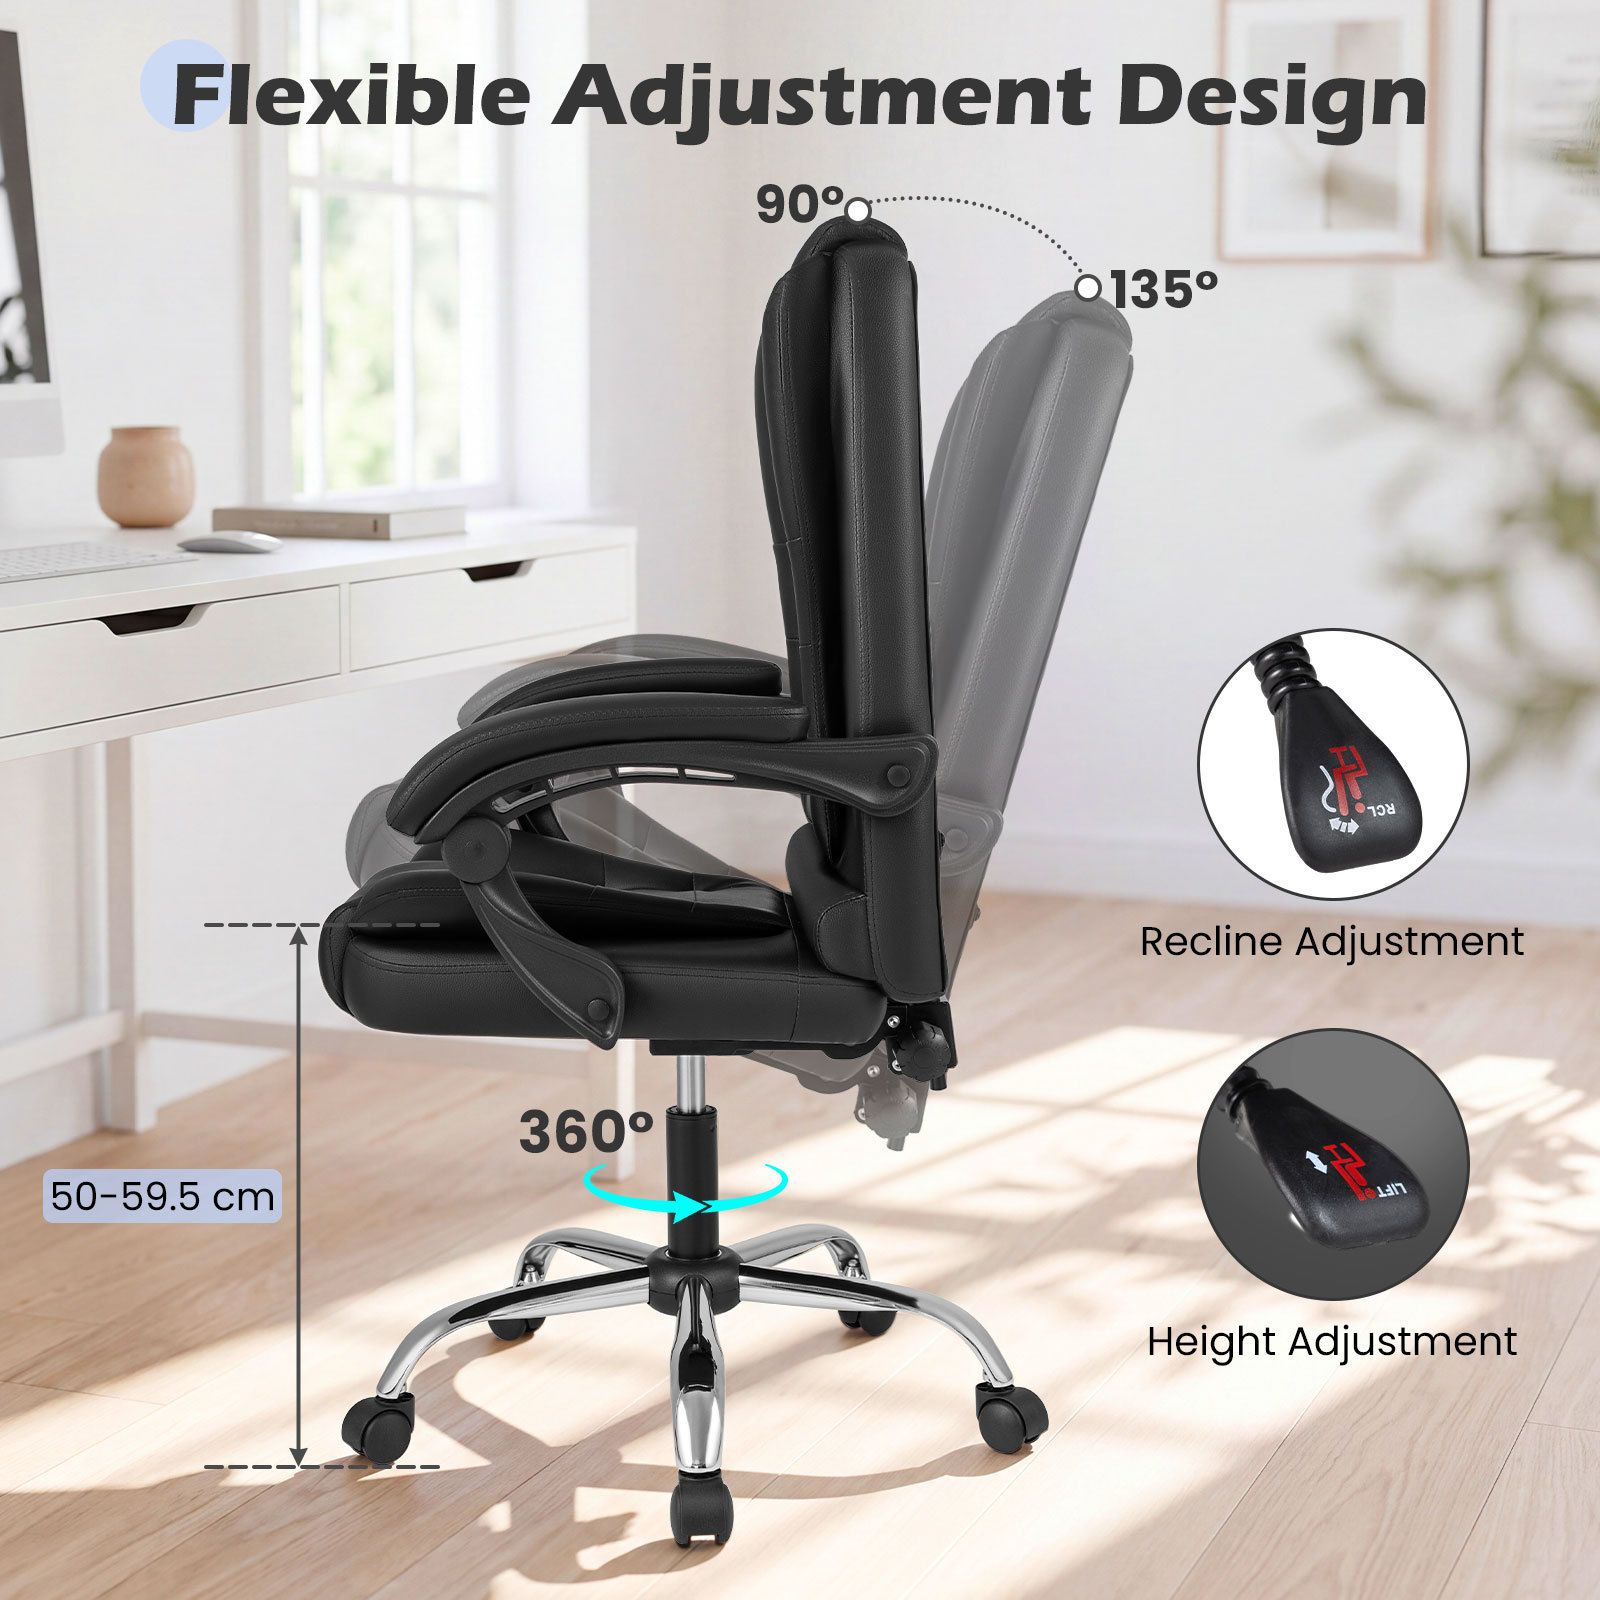 Flexible Adjustment Design
90°
135°
RCL
Recline Adjustment
360°
50-59.5 cm
LIFT
Height Adjustment